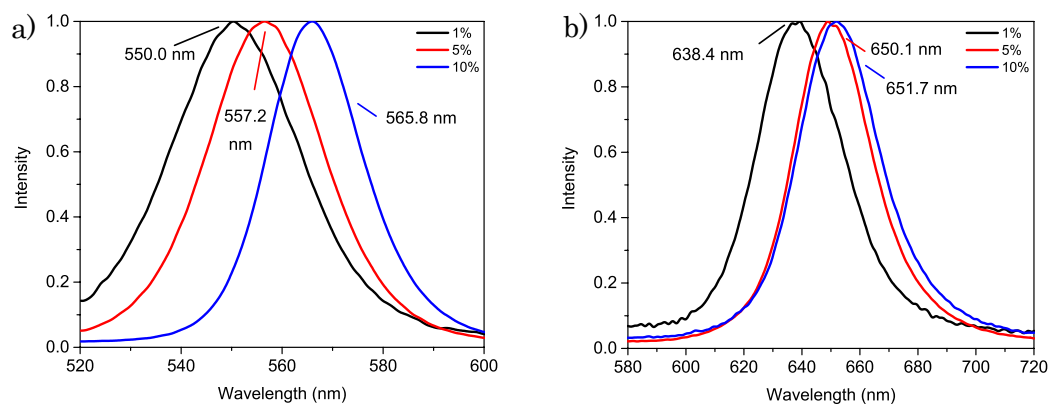 a)
1.0
0.8
0.6
0.4
0.2
0.0
Intensity
520
540
560
580
600
Wavelength (nm)
550.0 nm
557.2
nm
565.8 nm
1%
5%
10%
b)
1.0
0.8
0.6
0.4
0.2
0.0
Intensity
580
600
620
640
660
680
700
720
Wavelength (nm)
638.4 nm
650.1 nm
651.7 nm
1%
5%
10%